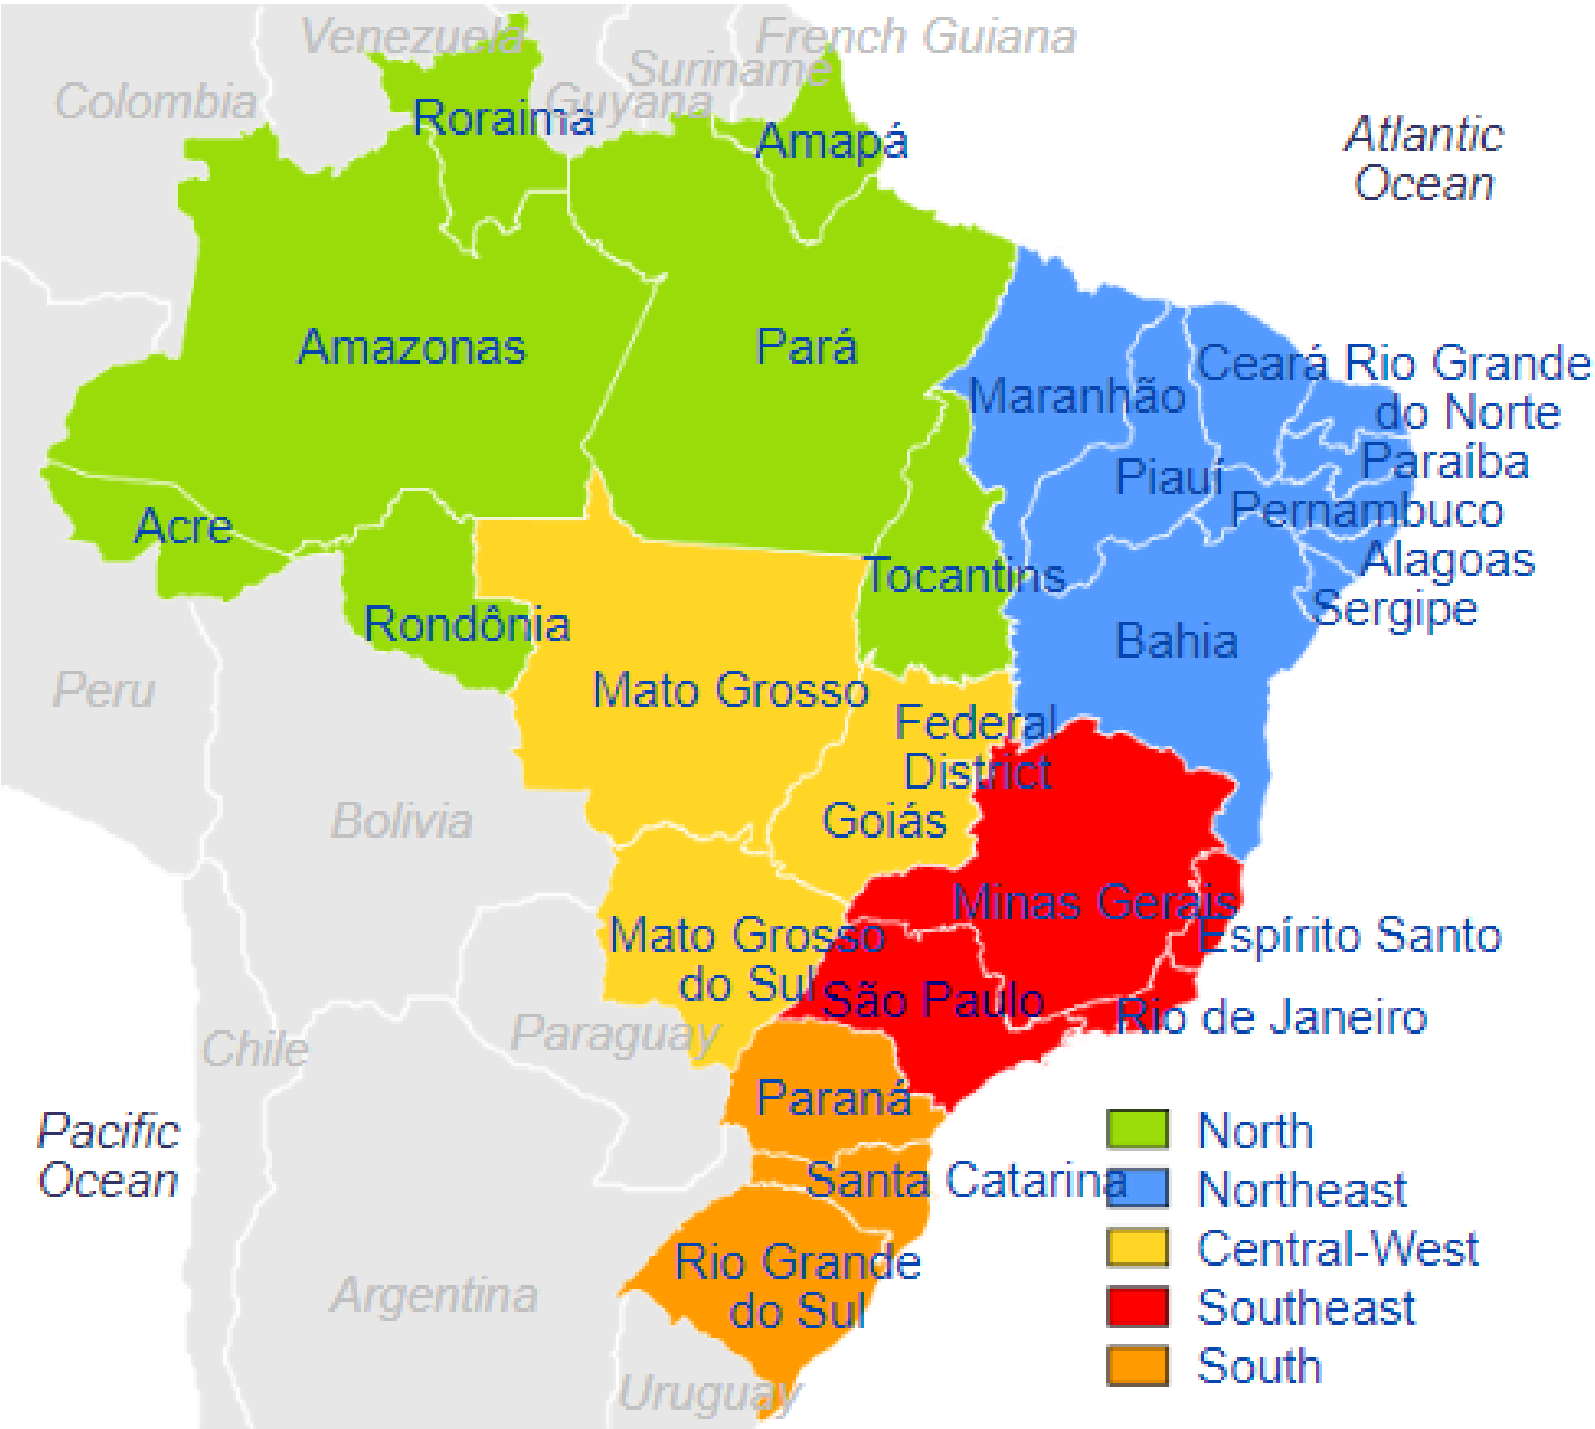 Venezuela
French Guiana
Suriname
Colombia
Guyana
Roraima
Amapá
Atlantic
Ocean
Amazonas
Pará
Maranhão
Ceará
Rio Grande
do Norte
Paraíba
Piauí
Pernambuco
Acre
Alagoas
Tocantins
Sergipe
Rondônia
Bahia
Peru
Mato Grosso
Federal
District
Bolivia
Goiás
Minas Gerais
Espírito Santo
Mato Grosso
do Sul
São Paulo
Rio de Janeiro
Paraguay
Chile
Paraná
Pacific
Ocean
Santa Catarina
Rio Grande
do Sul
Argentina
Uruguay
North
Northeast
Central-West
Southeast
South